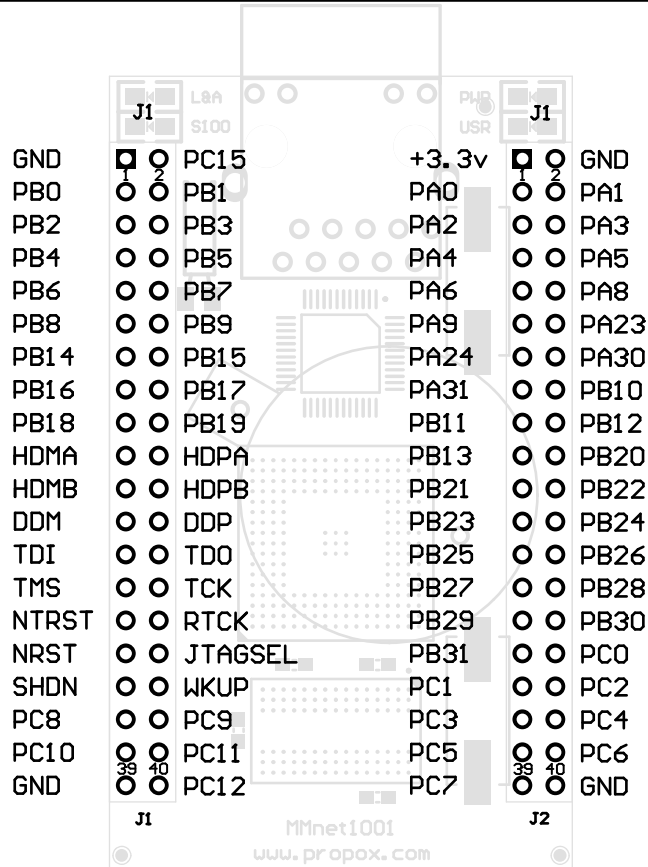 L&A PWR
J1 J1
S100 USR
GND PC15 +3.3v GND
1 2 1 2
PB0 PB1 PA0 PA1
PB2 PB3 PA2 PA3
PB4 PB5 PA4 PA5
PB6 PB7 PA6 PA8
PB8 PB9 PA9 PA23
PB14 PB15 PA24 PA30
PB16 PB17 PA31 PB10
PB18 PB19 PB11 PB12
HDMA HDPA PB13 PB20
HDMB HDPB PB21 PB22
DDM DDP PB23 PB24
TDI TDO PB25 PB26
TMS TCK PB27 PB28
NTRST RTCK PB29 PB30
NRST JTAGSEL PB31 PC0
SHDN WKUP PC1 PC2
PC8 PC9 PC3 PC4
PC10 PC11 PC5 PC6
39 40 39 40
GND PC12 PC7 GND
J1 J2
MMnet1001
www.propox.com